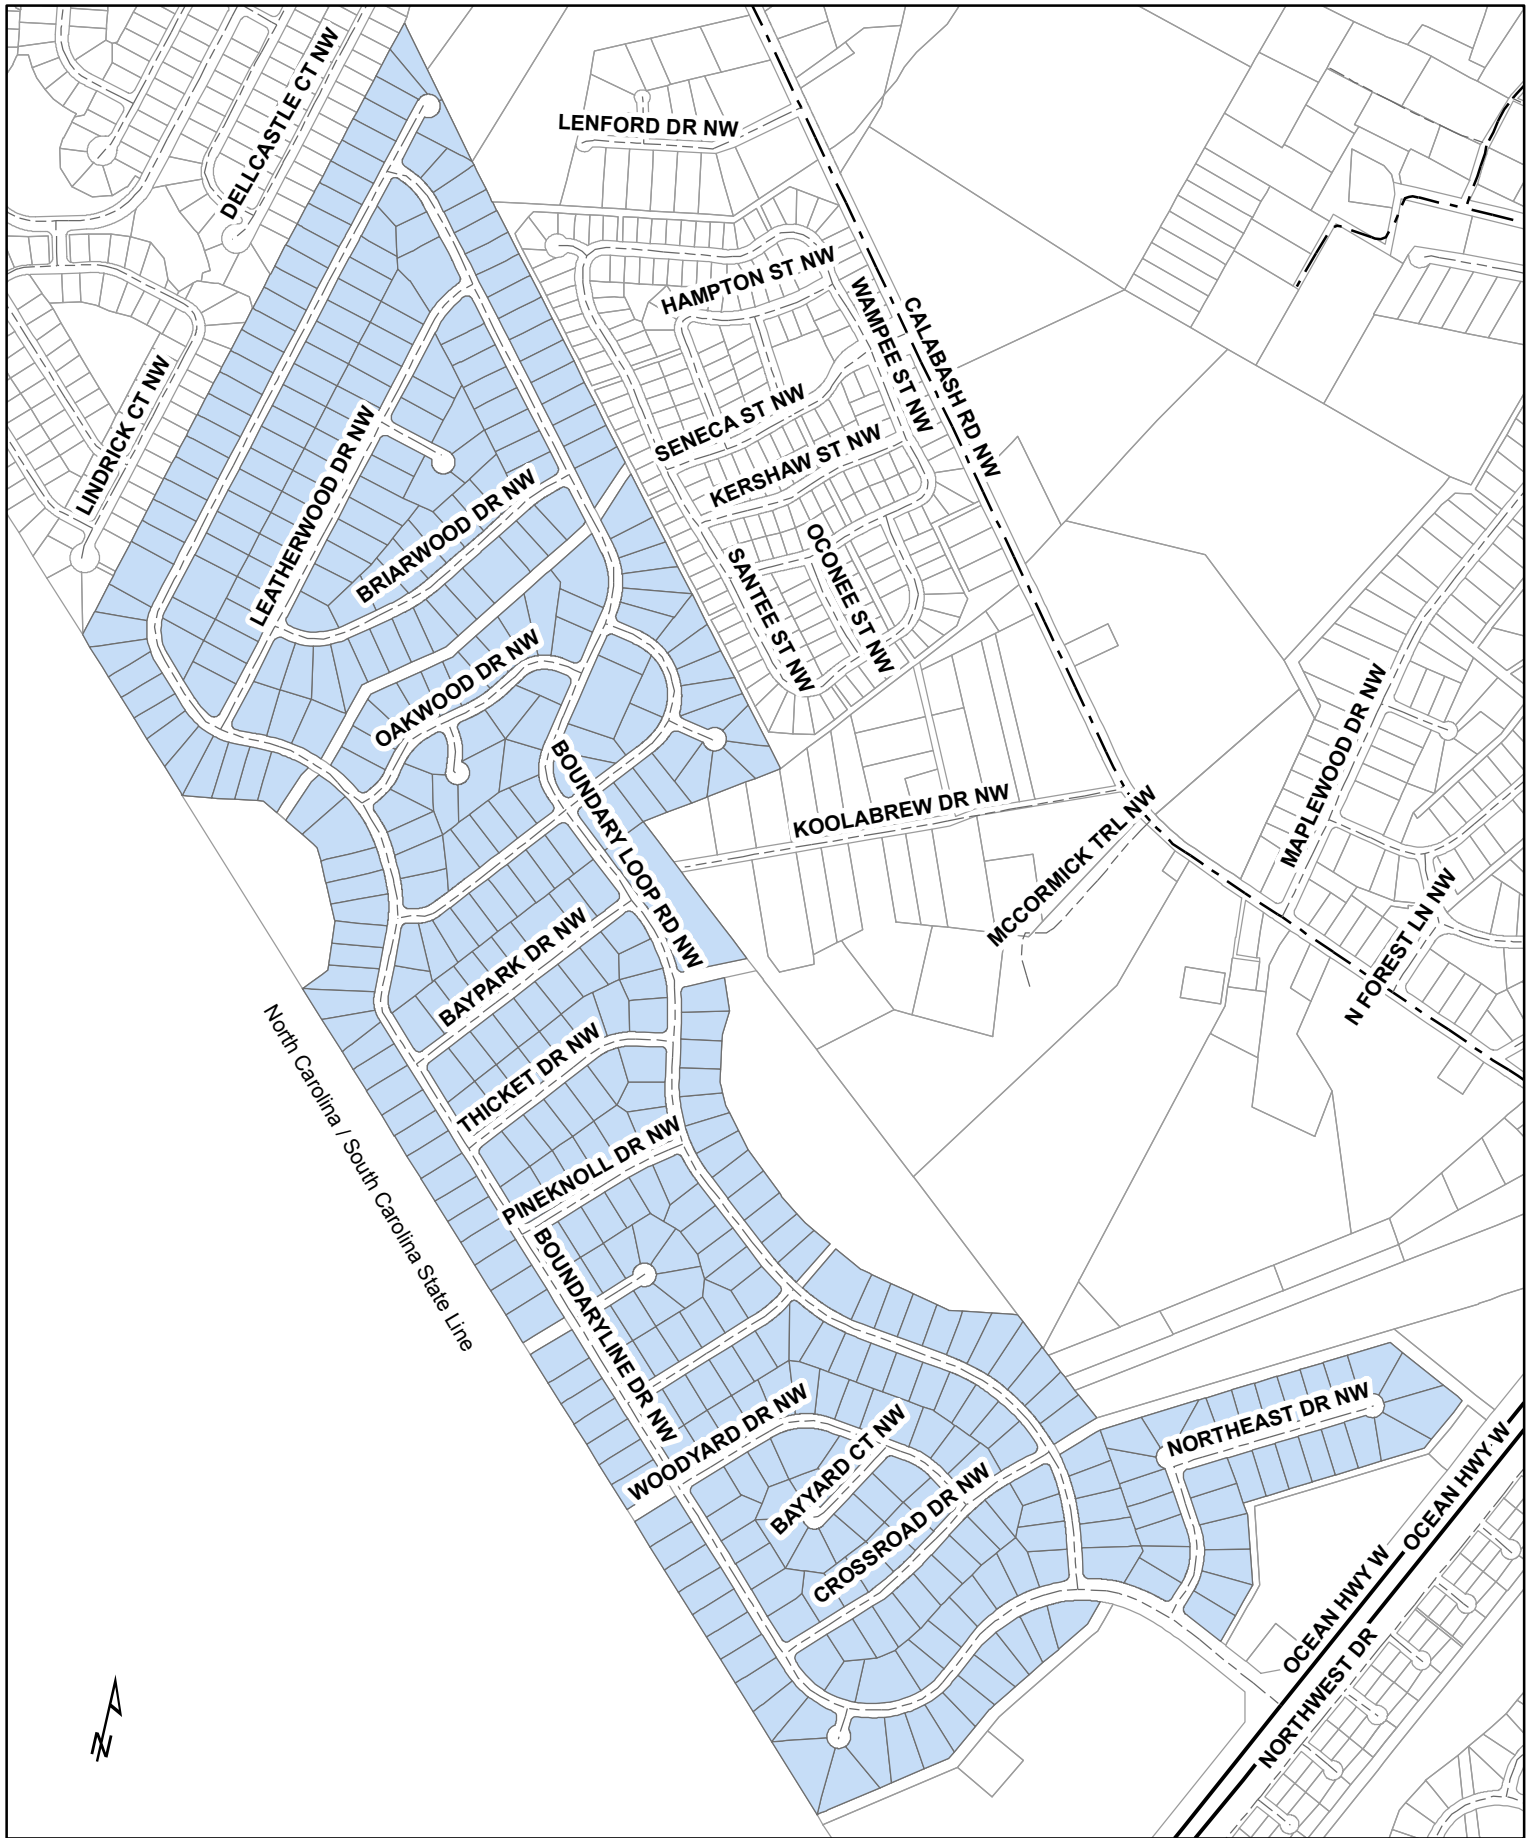 DELLCASTLE CT NW
LENFORD DR NW
HAMPTON ST NW
WAMPEE ST NW
CALABASH RD NW
LINDRICK CT NW
SENECA ST NW
LEATHERWOOD DR NW
KERSHAW ST NW
BRIARWOOD DR NW
OCONEE ST NW
SANTEE ST NW
OAKWOOD DR NW
MAPLEWOOD DR NW
BOUNDARY LOOP RD NW
KOOLABREW DR NW
MCCORMICK TRL NW
N FOREST LN NW
BAYPARK DR NW
THICKET DR NW
North Carolina / South Carolina State Line
PINEKNOLL DR NW
BOUNDARYLINE DR NW
WOODYARD DR NW
BAYYARD CT NW
NORTHEAST DR NW
CROSSROAD DR NW
OCEAN HWY W
OCEAN HWY W
NORTHWEST DR
N